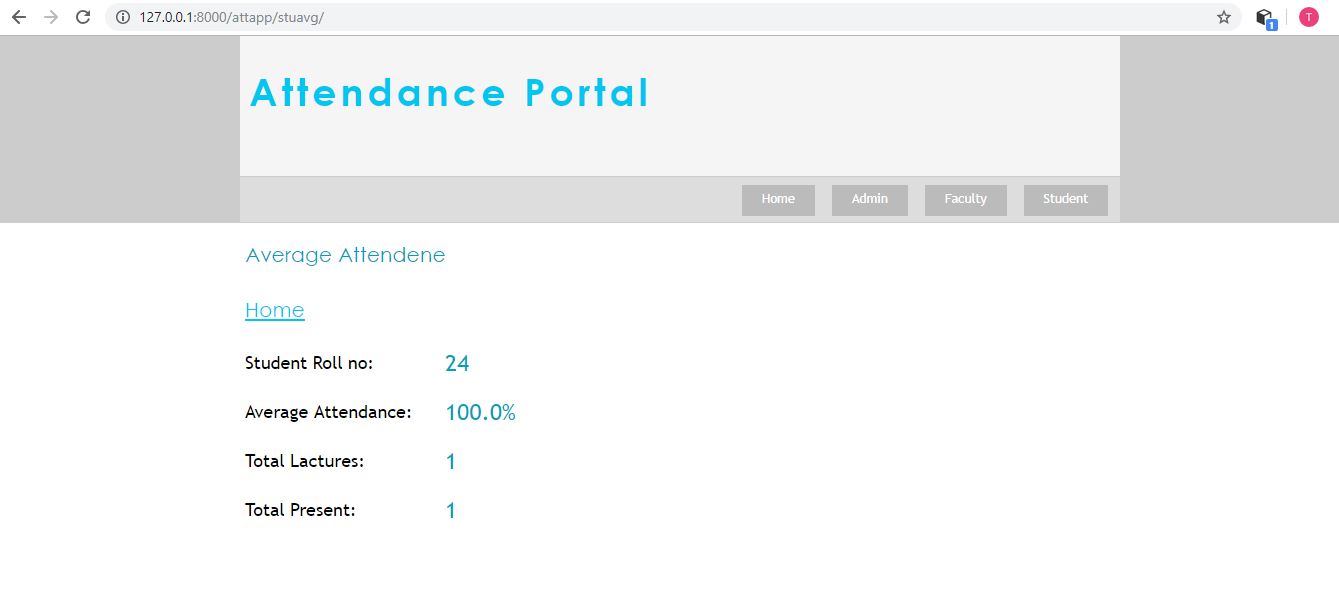 127.0.0.1:8000/attapp/stuavg/
1
T
Attendance Portal
Home Admin Faculty Student
Average Attendene
Home
Student Roll no: 24
Average Attendance: 100.0%
Total Lactures: 1
Total Present: 1